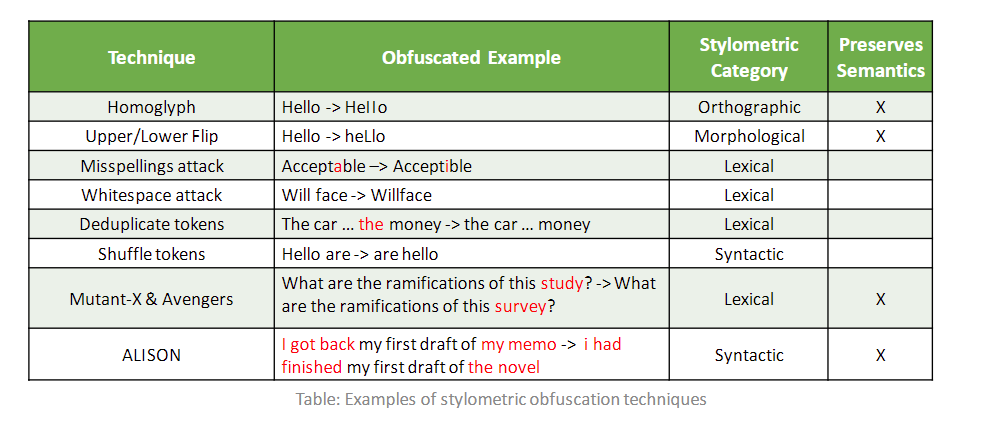 Technique
Obfuscated Example
Stylometric
Category
Preserves
Semantics
Homoglyph
Hello -> HeIIo
Orthographic
X
Upper/Lower Flip
Hello -> heLlo
Morphological
X
Misspellings attack
Acceptable –> Acceptible
Lexical
Whitespace attack
Will face -> Willface
Lexical
Deduplicate tokens
The car ... the money -> the car ... money
Lexical
Shuffle tokens
Hello are -> are hello
Syntactic
Mutant-X & Avengers
What are the ramifications of this study? -> What
are the ramifications of this survey?
Lexical
X
ALISON
I got back my first draft of my memo -> i had
finished my first draft of the novel
Syntactic
X
Table: Examples of stylometric obfuscation techniques